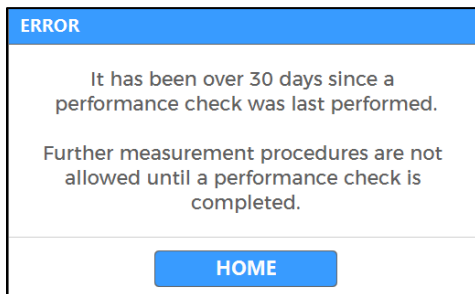 ERROR
It has been over 30 days since a
performance check was last performed.
Further measurement procedures are not
allowed until a performance check is
completed.
HOME